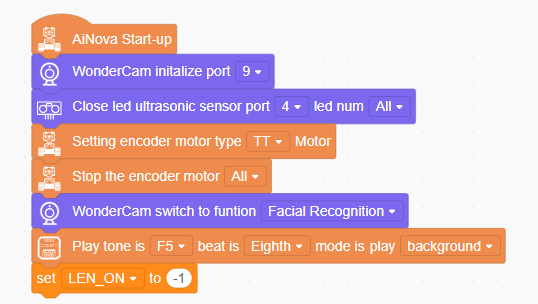 AiNova Start-up
WonderCam initalize port 9
Close led ultrasonic sensor port 4 led num All
Setting encoder motor type TT Motor
Stop the encoder motor All
WonderCam switch to funtion Facial Recognition
Play tone is F5 beat is Eighth mode is play background
set LEN_ON to -1